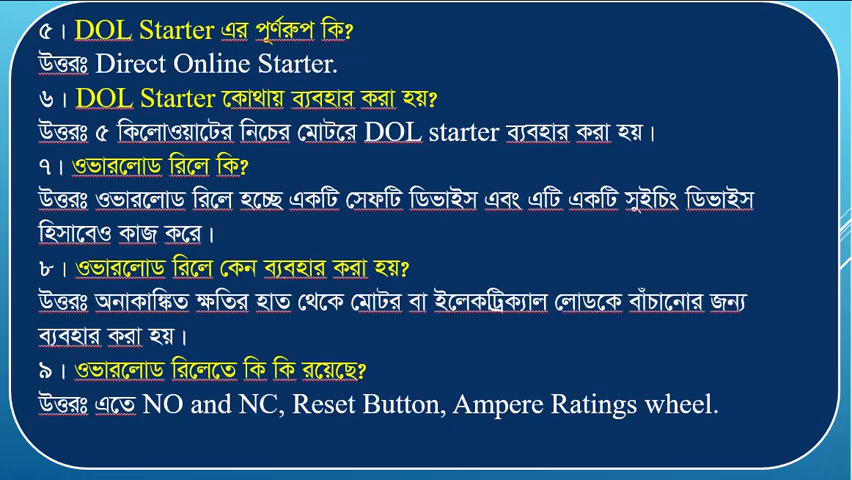 ৫। DOL Starter এর পূর্ণরুপ কি?
উত্তরঃ Direct Online Starter.
৬। DOL Starter কোথায় ব্যবহার করা হয়?
উত্তরঃ ৫ কিলোওয়াটের নিচের মোটরে DOL starter ব্যবহার করা হয়।
৭। ওভারলোড রিলে কি?
উত্তরঃ ওভারলোড রিলে হচ্ছে একটি সেফটি ডিভাইস এবং এটি একটি সুইচিং ডিভাইস
হিসাবেও কাজ করে।
৮। ওভারলোড রিলে কেন ব্যবহার করা হয়?
উত্তরঃ অনাকাঙ্কিত ক্ষতির হাত থেকে মোটর বা ইলেকট্রিক্যাল লোডকে বাঁচানোর জন্য
ব্যবহার করা হয়।
৯। ওভারলোড রিলেতে কি কি রয়েছে?
উত্তরঃ এতে NO and NC, Reset Button, Ampere Ratings wheel.